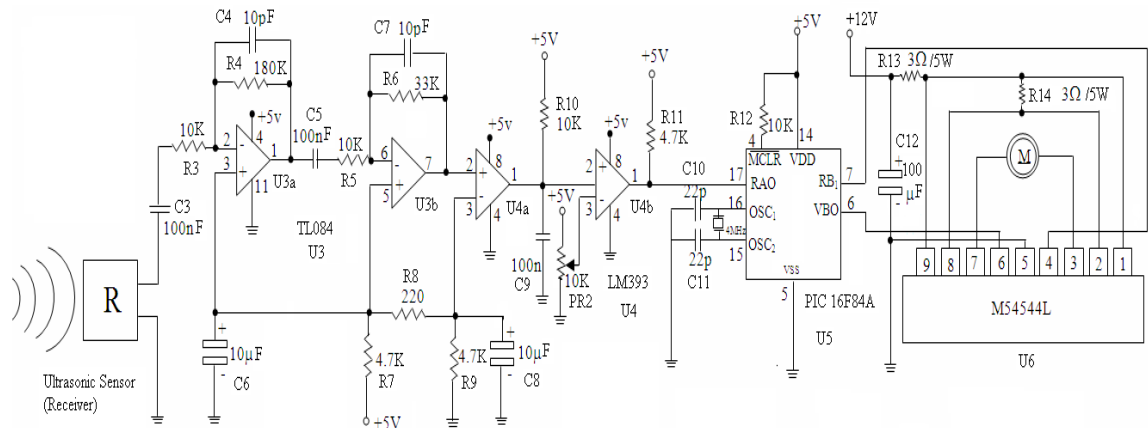 C4
10pF
R4
180K
+5v
4
10K
2
-
3
+
1
11
R3
U3a
C3
100nF
TL084
U3
C5
100nF
10K
R5
C7
10pF
R6
33K
6
-
5
+
7
U3b
+5V
R10
10K
+5v
2
+
8
3
-
1
4
U4a
100n
C9
+5V
10K
PR2
+5v
+
8
-
1
4
U4b
LM393
U4
+5V
R11
4.7K
C10
22p
22p
C11
4MHz
+5V
R12
10K
4
14
MCLR
VDD
17
RAO
16
OSC1
15
OSC2
RB1
7
VBO
6
VSS
5
PIC 16F84A
U5
+12V
R13
3Ω /5W
R14
3Ω /5W
C12
+
100
µF
-
M
9
8
7
6
5
4
3
2
1
M54544L
U6
R
Ultrasonic Sensor
(Receiver)
+
10µF
-
C6
R8
220
4.7K
R7
+5V
4.7K
R9
+
10µF
-
C8